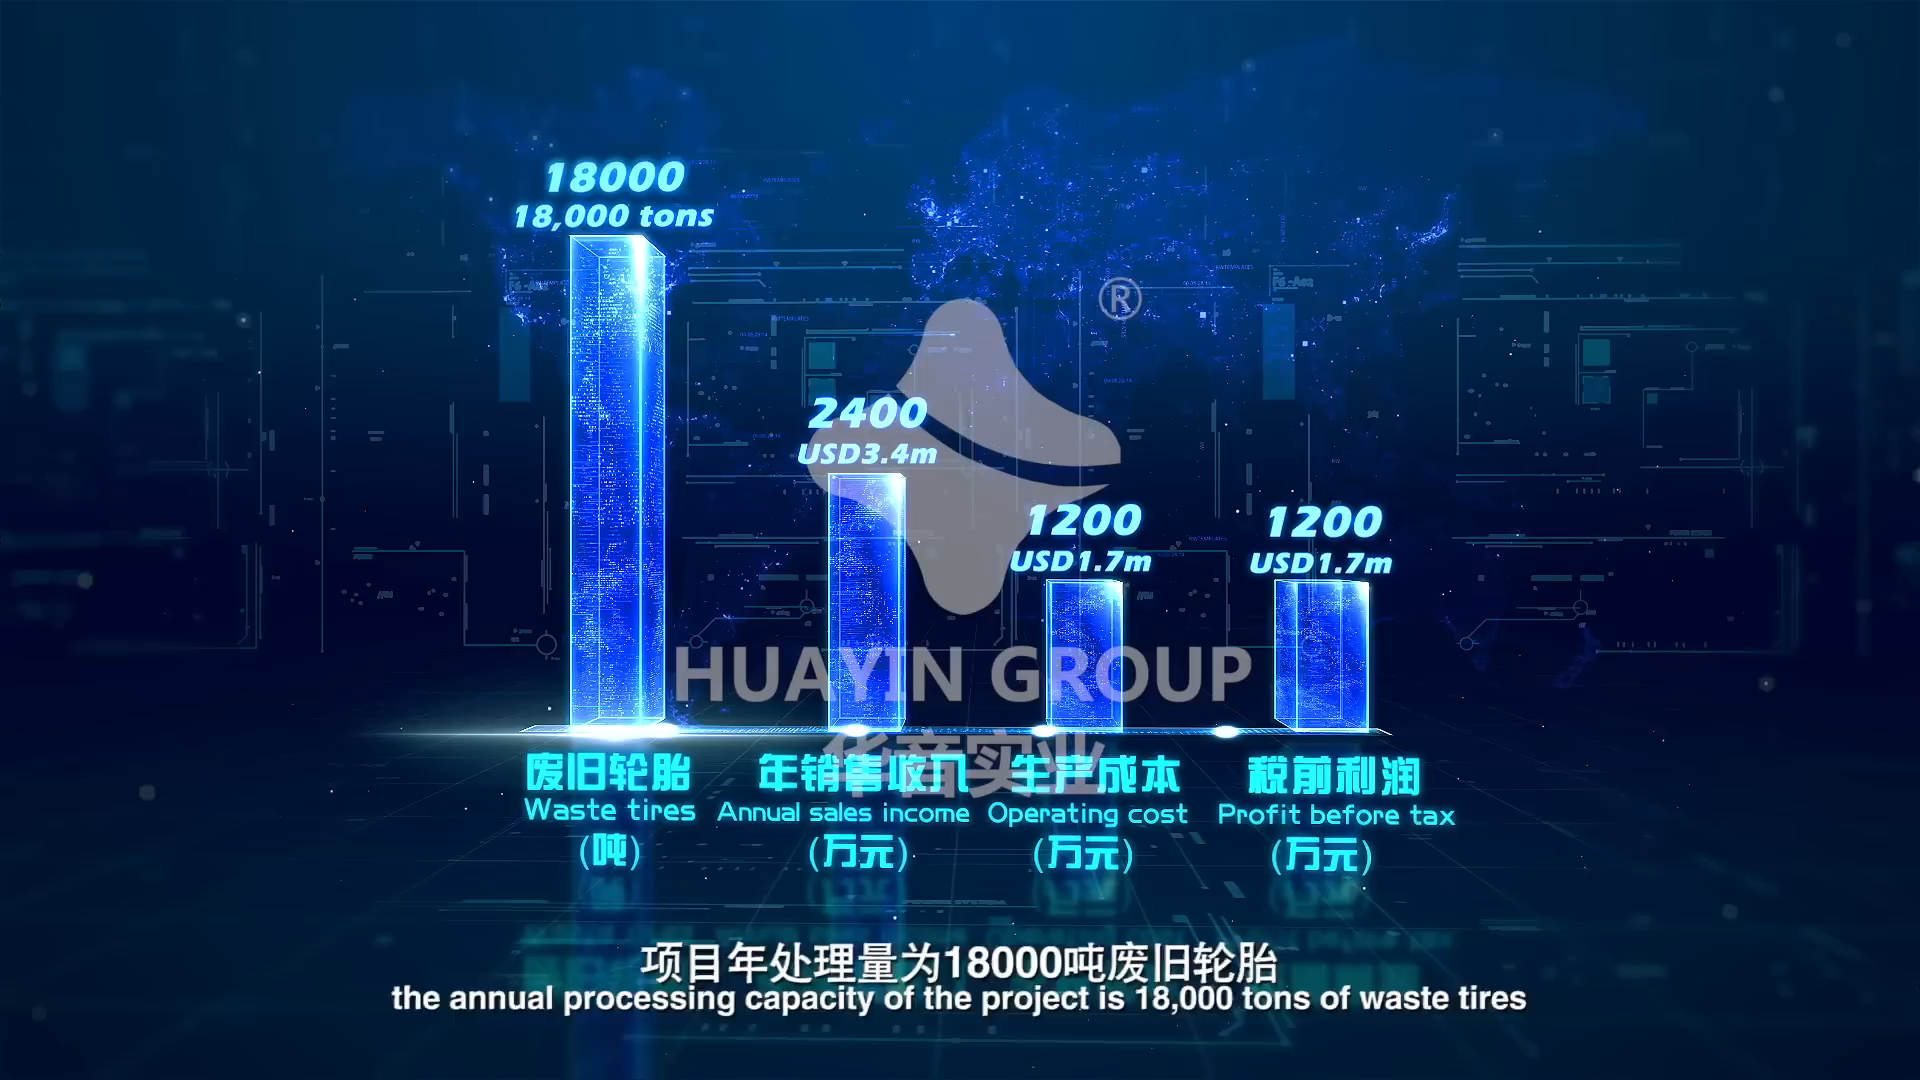 18000
18,000 tons
2400
USD3.4m
1200
USD1.7m
1200
USD1.7m
®
HUAYIN GROUP
华商实业
废旧轮胎
Waste tires
(吨)
年销售收入
Annual sales income
(万元)
生产成本
Operating cost
(万元)
税前利润
Profit before tax
(万元)
项目年处理量为18000吨废旧轮胎
the annual processing capacity of the project is 18,000 tons of waste tires